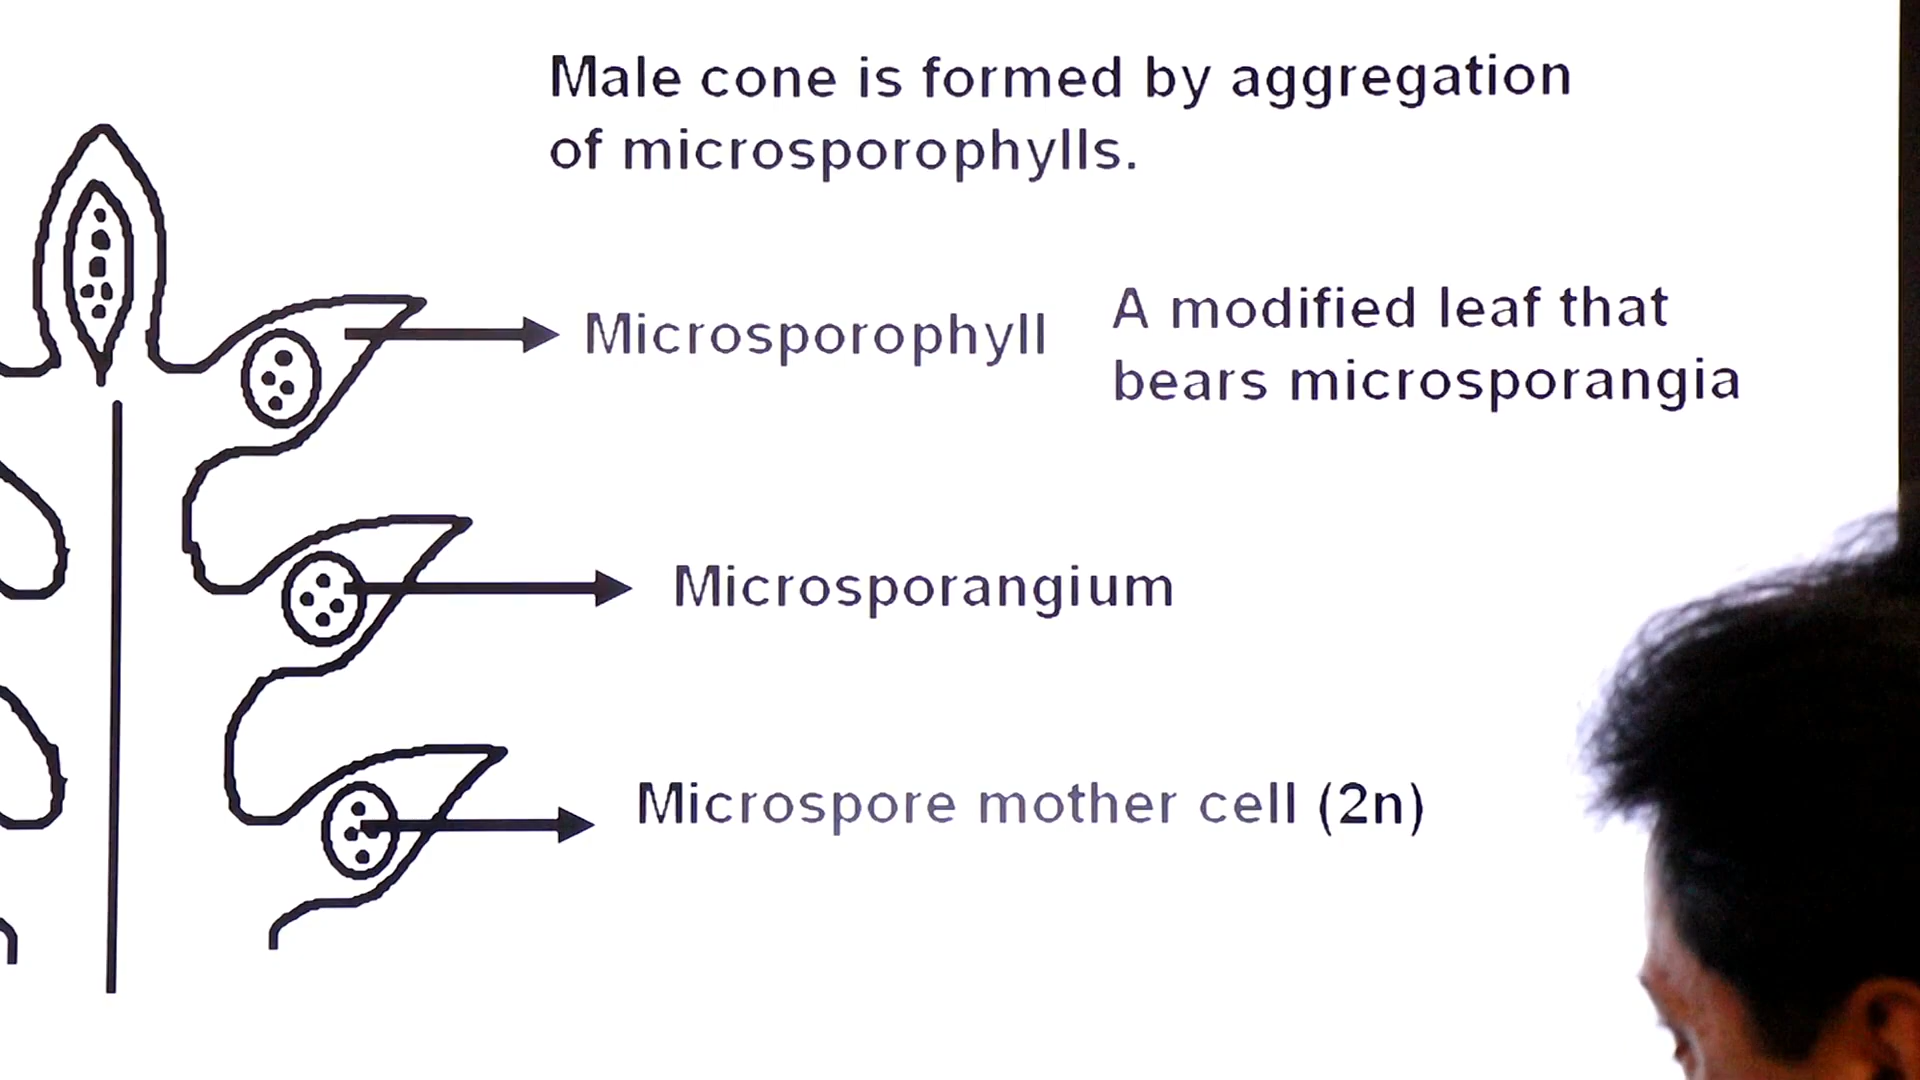 Male cone is formed by aggregation
of microsporophylls.
Microsporophyll
A modified leaf that
bears microsporangia
Microsporangium
Microspore mother cell (2n)